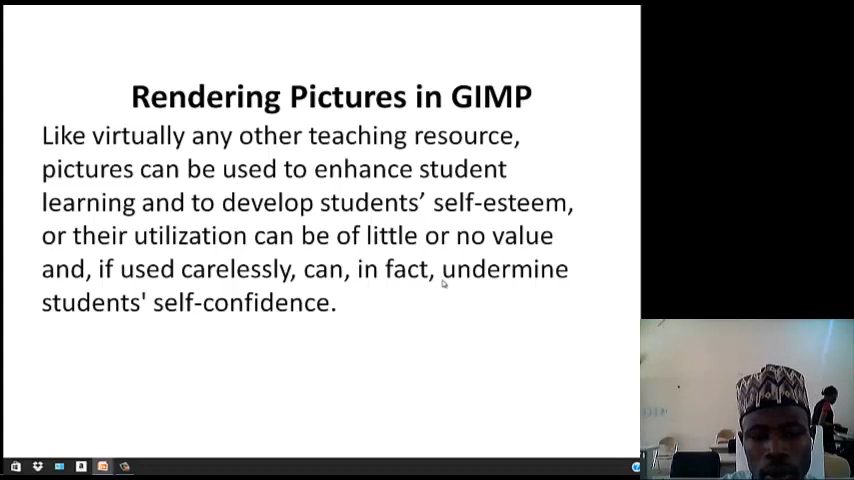 Rendering Pictures in GIMP
Like virtually any other teaching resource,
pictures can be used to enhance student
learning and to develop students’ self-esteem,
or their utilization can be of little or no value
and, if used carelessly, can, in fact, undermine
students' self-confidence.